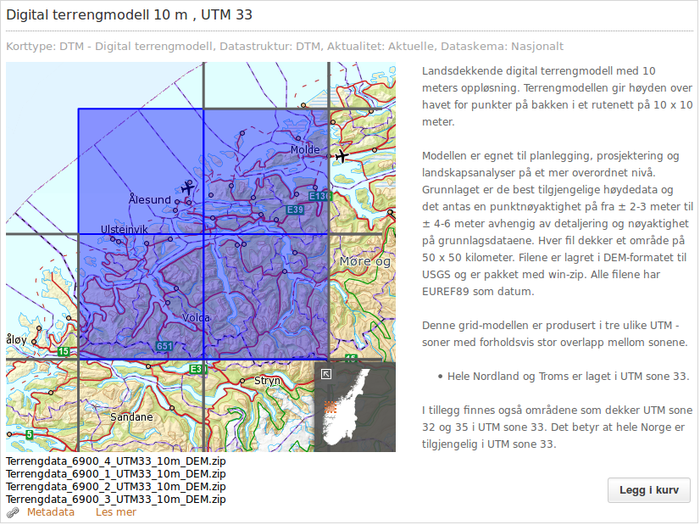 Digital terrengmodell 10 m , UTM 33
Korttype: DTM - Digital terrengmodell, Datastruktur: DTM, Aktualitet: Aktuelle, Dataskema: Nasjonalt
Molde
Ålesund
E136
E39
Ulsteinvik
Møre og
Volda
åløy
15
651
15
E3
Stryn
Sandane
5
Terrengdata_6900_4_UTM33_10m_DEM.zip
Terrengdata_6900_1_UTM33_10m_DEM.zip
Terrengdata_6900_2_UTM33_10m_DEM.zip
Terrengdata_6900_3_UTM33_10m_DEM.zip
Metadata
Les mer
Landsdekkende digital terrengmodell med 10
meters oppløsning. Terrengmodellen gir høyden over
havet for punkter på bakken i et rutenett på 10 x 10
meter.
Modellen er egnet til planlegging, prosjektering og
landskapsanalyser på et mer overordnet nivå.
Grunnlaget er de best tilgjengelige høydedata og
det antas en punktnøyaktighet på fra ± 2-3 meter til
± 4-6 meter avhengig av detaljering og nøyaktighet
på grunnlagsdataene. Hver fil dekker et område på
50 x 50 kilometer. Filene er lagret i DEM-formatet til
USGS og er pakket med win-zip. Alle filene har
EUREF89 som datum.
Denne grid-modellen er produsert i tre ulike UTM -
soner med forholdsvis stor overlapp mellom sonene.
• Hele Nordland og Troms er laget i UTM sone 33.
I tillegg finnes også områdene som dekker UTM sone
32 og 35 i UTM sone 33. Det betyr at hele Norge er
tilgjengelig i UTM sone 33.
Legg i kurv